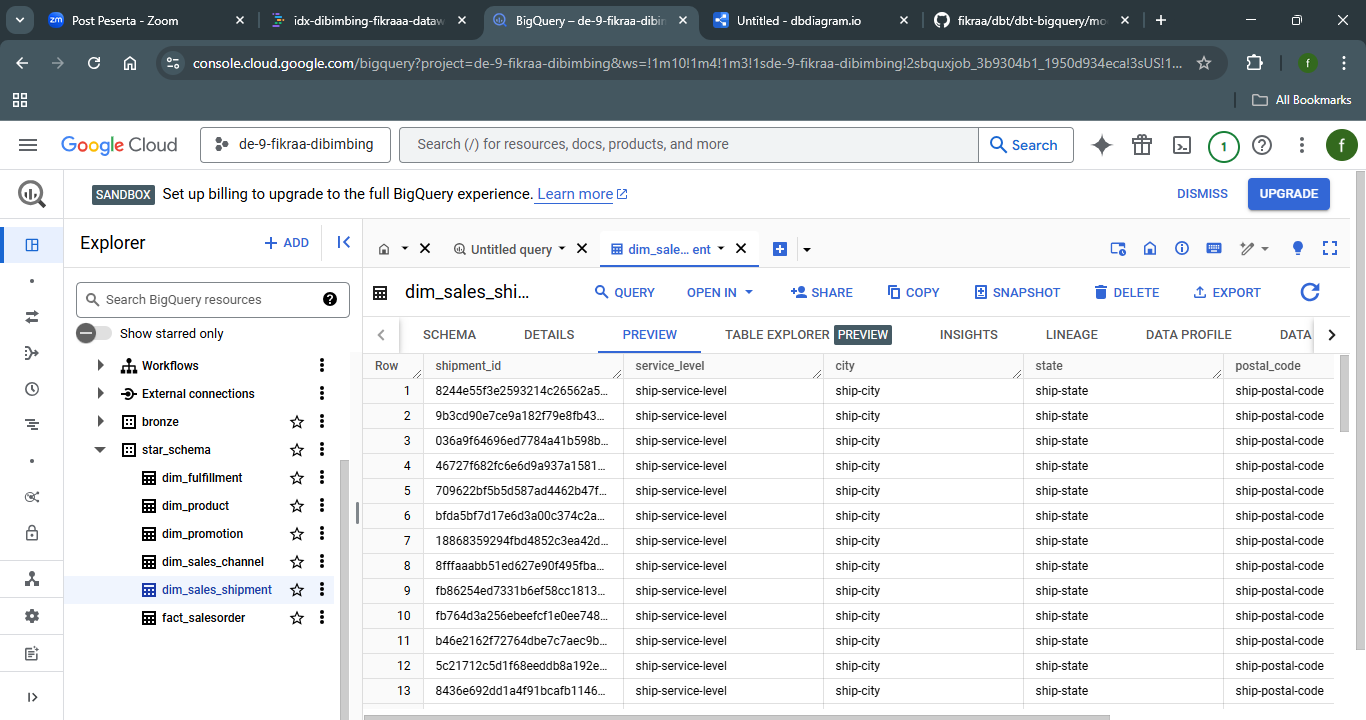 Post Peserta - Zoom
idx-dibimbing-fikraaa-dataw
BigQuery – de-9-fikraa-dibin
Untitled - dbdiagram.io
fikraa/dbt/dbt-bigquery/mo
console.cloud.google.com/bigquery?project=de-9-fikraa-dibimbing&ws=!1m10!1m4!1m3!1sde-9-fikraa-dibimbing!2sbquxjob_3b9304b1_1950d934eca!3sUS!1...
f
All Bookmarks
Google Cloud
de-9-fikraa-dibimbing
Search (/) for resources, docs, products, and more
Search
1
f
SANDBOX Set up billing to upgrade to the full BigQuery experience. Learn more
DISMISS
UPGRADE
Explorer
+ ADD
Untitled query
dim_sale... ent
Search BigQuery resources
dim_sales_shi...
QUERY
OPEN IN
SHARE
COPY
SNAPSHOT
DELETE
EXPORT
Show starred only
SCHEMA
DETAILS
PREVIEW
TABLE EXPLORER PREVIEW
INSIGHTS
LINEAGE
DATA PROFILE
DATA
Workflows
External connections
bronze
star_schema
dim_fulfillment
dim_product
dim_promotion
dim_sales_channel
dim_sales_shipment
fact_salesorder
Row shipment_id service_level city state postal_code
1 8244e55f3e2593214c26562a5... ship-service-level ship-city ship-state ship-postal-code
2 9b3cd90e7ce9a182f79e8fb43... ship-service-level ship-city ship-state ship-postal-code
3 036a9f64696ed7784a41b598b... ship-service-level ship-city ship-state ship-postal-code
4 46727f682fc6e6d9a937a1581... ship-service-level ship-city ship-state ship-postal-code
5 709622bf5b5d587ad4462b47f... ship-service-level ship-city ship-state ship-postal-code
6 bfda5bf7d17e6d3a00c374c2a... ship-service-level ship-city ship-state ship-postal-code
7 18868359294fbd4852c3ea42d... ship-service-level ship-city ship-state ship-postal-code
8 8fffaaabb51ed627e90f495fba... ship-service-level ship-city ship-state ship-postal-code
9 fb86254ed7331b6ef58cc1813... ship-service-level ship-city ship-state ship-postal-code
10 fb764d3a256ebeefcf1e0ee748... ship-service-level ship-city ship-state ship-postal-code
11 b46e2162f72764dbe7c7aec9b... ship-service-level ship-city ship-state ship-postal-code
12 5c21712c5d1f68eeddb8a192e... ship-service-level ship-city ship-state ship-postal-code
13 8436e692dd1a4f91bcafb1146... ship-service-level ship-city ship-state ship-postal-code